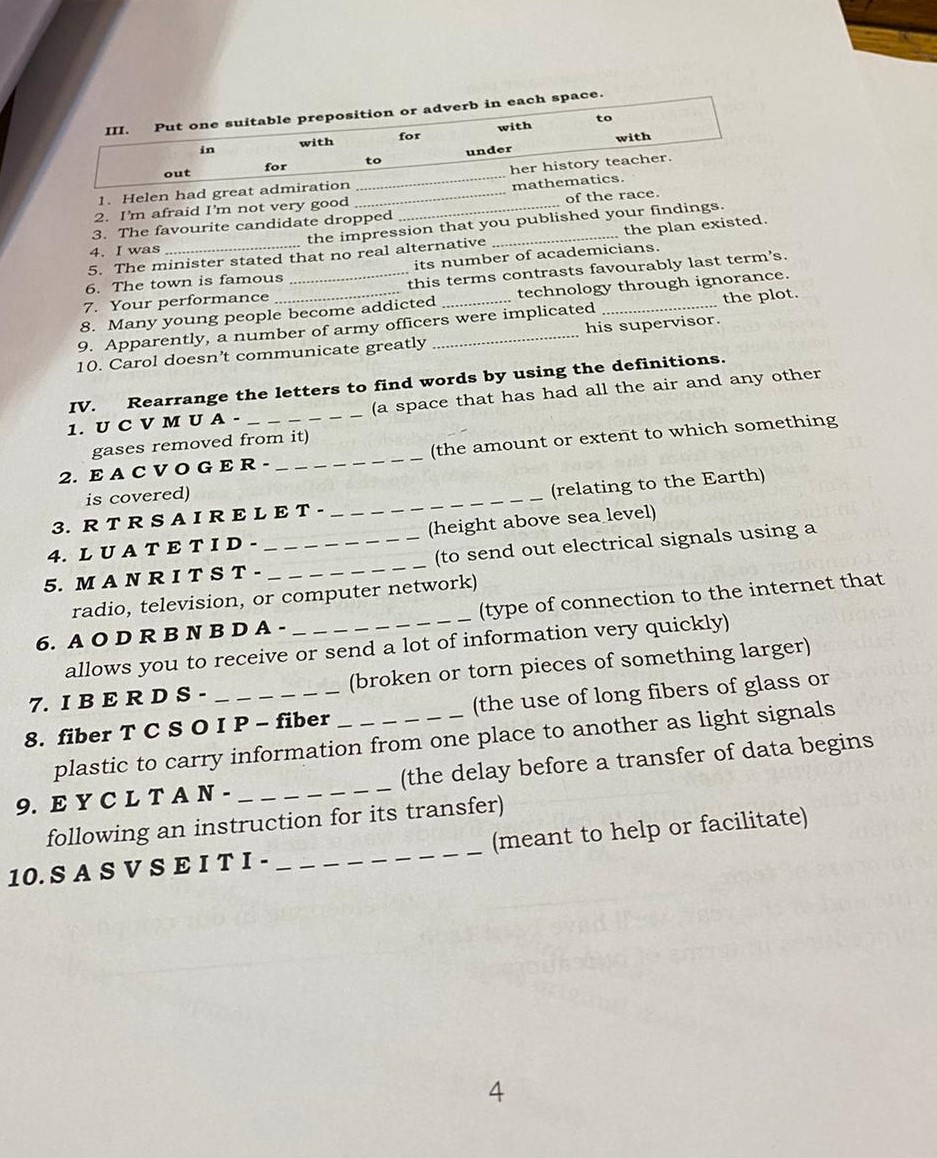 III. Put one suitable preposition or adverb in each space.
in with for with to
out for to under with
1. Helen had great admiration .............................. her history teacher.
2. I'm afraid I'm not very good .............................. mathematics.
3. The favourite candidate dropped .............................. of the race.
4. I was .............................. the impression that you published your findings.
5. The minister stated that no real alternative .............................. the plan existed.
6. The town is famous .............................. its number of academicians.
7. Your performance .............................. this terms contrasts favourably last term's.
8. Many young people become addicted ................ technology through ignorance.
9. Apparently, a number of army officers were implicated .............................. the plot.
10. Carol doesn't communicate greatly .............................. his supervisor.
IV. Rearrange the letters to find words by using the definitions.
1. U C V M U A - _ _ _ _ _ _ (a space that has had all the air and any other
gases removed from it)
2. E A C V O G E R - _ _ _ _ _ _ _ _ (the amount or extent to which something
is covered)
3. R T R S A I R E L E T - _ _ _ _ _ _ _ _ _ _ _ (relating to the Earth)
4. L U A T E T I D - _ _ _ _ _ _ _ _ (height above sea level)
5. M A N R I T S T - _ _ _ _ _ _ _ _ (to send out electrical signals using a
radio, television, or computer network)
6. A O D R B N B D A - _ _ _ _ _ _ _ _ _ (type of connection to the internet that
allows you to receive or send a lot of information very quickly)
7. I B E R D S - _ _ _ _ _ _ (broken or torn pieces of something larger)
8. fiber T C S O I P – fiber _ _ _ _ _ _ (the use of long fibers of glass or
plastic to carry information from one place to another as light signals
9. E Y C L T A N - _ _ _ _ _ _ _ (the delay before a transfer of data begins
following an instruction for its transfer)
10. S A S V S E I T I - _ _ _ _ _ _ _ _ _ (meant to help or facilitate)
4